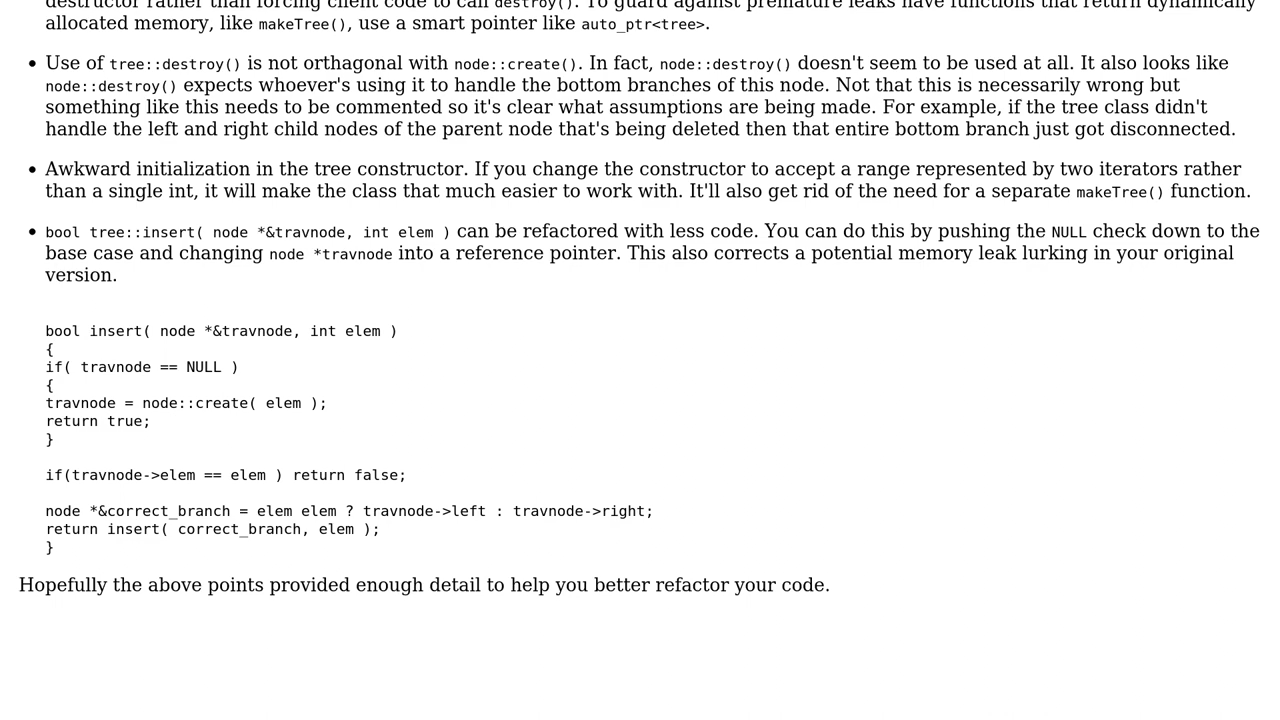 destructor rather than forcing client code to call destroy(). To guard against premature leaks have functions that return dynamically
allocated memory, like makeTree(), use a smart pointer like auto_ptr<tree>.
• Use of tree::destroy() is not orthagonal with node::create(). In fact, node::destroy() doesn't seem to be used at all. It also looks like
node::destroy() expects whoever's using it to handle the bottom branches of this node. Not that this is necessarily wrong but
something like this needs to be commented so it's clear what assumptions are being made. For example, if the tree class didn't
handle the left and right child nodes of the parent node that's being deleted then that entire bottom branch just got disconnected.
• Awkward initialization in the tree constructor. If you change the constructor to accept a range represented by two iterators rather
than a single int, it will make the class that much easier to work with. It'll also get rid of the need for a separate makeTree() function.
• bool tree::insert( node *&travnode, int elem ) can be refactored with less code. You can do this by pushing the NULL check down to the
base case and changing node *travnode into a reference pointer. This also corrects a potential memory leak lurking in your original
version.
bool insert( node *&travnode, int elem )
{
if( travnode == NULL )
{
travnode = node::create( elem );
return true;
}
if(travnode->elem == elem ) return false;
node *&correct_branch = elem elem ? travnode->left : travnode->right;
return insert( correct_branch, elem );
}
Hopefully the above points provided enough detail to help you better refactor your code.